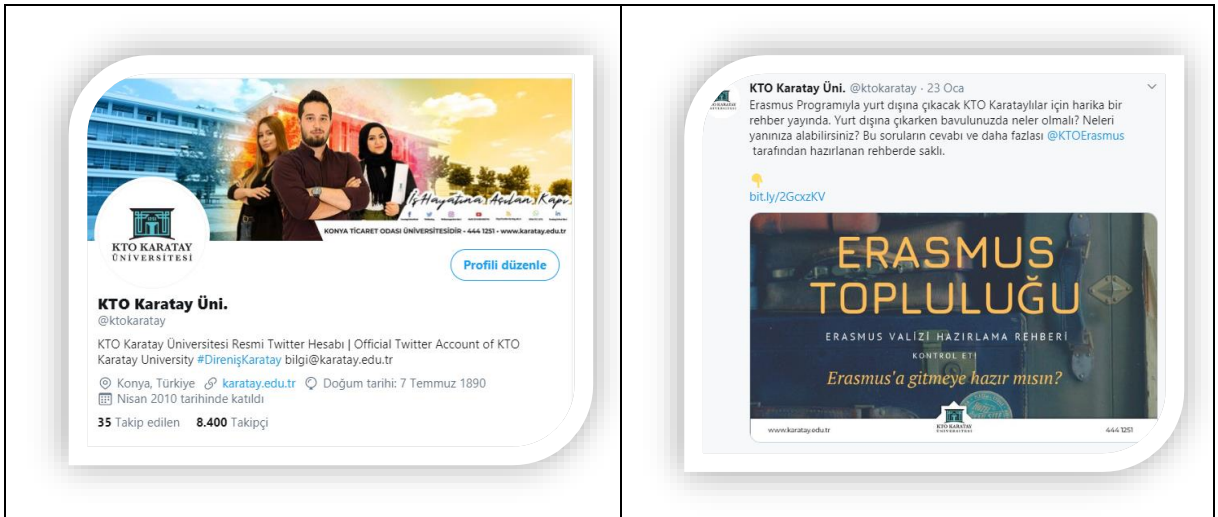 İş Hayatına Açılan Kapı
KONYA TİCARET ODASI ÜNİVERSİTESİDİR • 444 1251 • www.karatay.edu.tr
KTO KARATAY
ÜNİVERSİTESİ
Profili düzenle
KTO Karatay Üni.
@ktokaratay
KTO Karatay Üniversitesi Resmi Twitter Hesabı | Official Twitter Account of KTO
Karatay University #DirenişKaratay bilgi@karatay.edu.tr
Konya, Türkiye karatay.edu.tr Doğum tarihi: 7 Temmuz 1890
Nisan 2010 tarihinde katıldı
35 Takip edilen 8.400 Takipçi
KTO Karatay Üni. @ktokaratay · 23 Oca
Erasmus Programıyla yurt dışına çıkacak KTO Karataylılar için harika bir
rehber yayında. Yurt dışına çıkarken bavulunuzda neler olmalı? Neleri
yanınıza alabilirsiniz? Bu soruların cevabı ve daha fazlası @KTOErasmus
tarafından hazırlanan rehberde saklı.
bit.ly/2GcxzKV
ERASMUS
TOPLULUĞU
ERASMUS VALİZİ HAZIRLAMA REHBERİ
KONTROL ET!
Erasmus'a gitmeye hazır mısın?
www.karatay.edu.tr
KTO KARATAY
ÜNİVERSİTESİ
444 1251